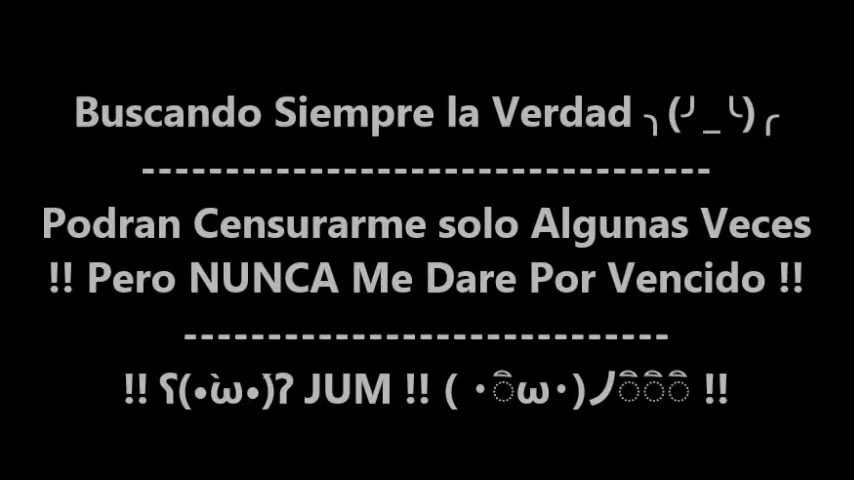 Buscando Siempre la Verdad ╮(╯_╰)╭
----------------------------------
Podran Censurarme solo Algunas Veces
!! Pero NUNCA Me Dare Por Vencido !!
-----------------------------
!! ʕ(•̀ω•)ʔ JUM !! ( ･ิω･)ノิิิ !!